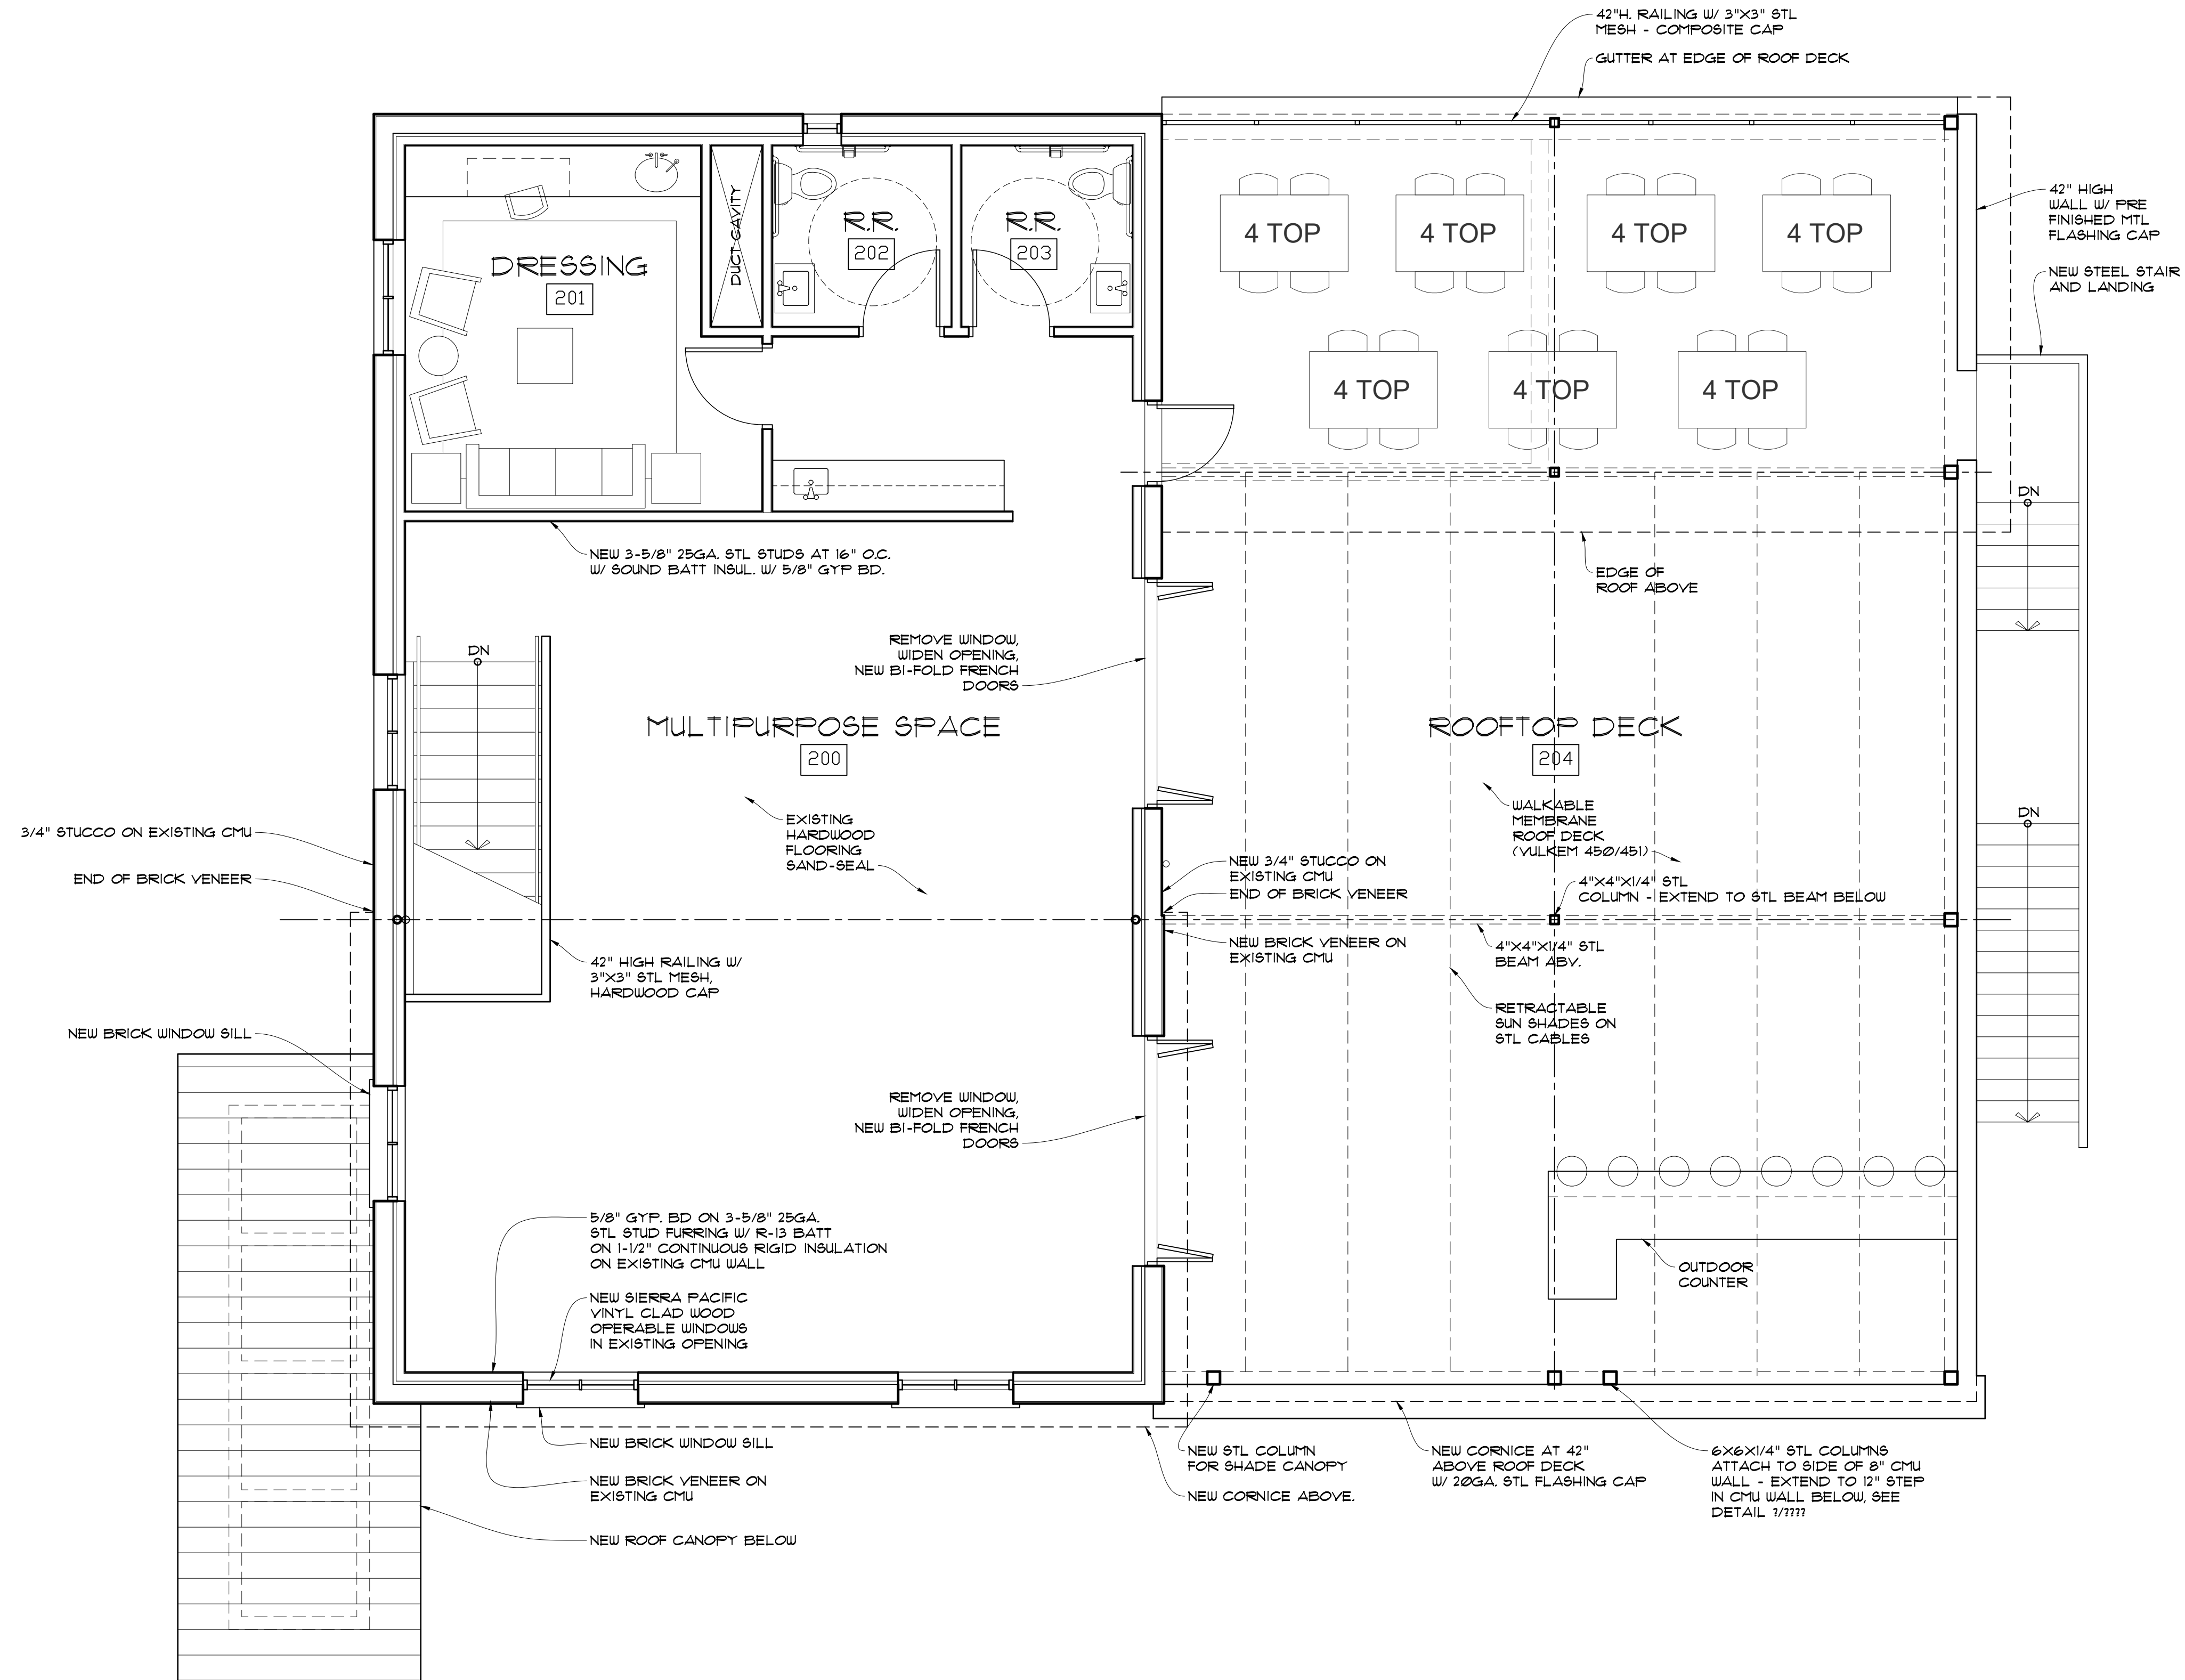 42"H. RAILING W/ 3"X3" STL
MESH - COMPOSITE CAP
GUTTER AT EDGE OF ROOF DECK
42" HIGH
WALL W/ PRE
FINISHED MTL
FLASHING CAP
NEW STEEL STAIR
AND LANDING
DUCT CAVITY
R.R.
202
R.R.
203
DRESSING
201
4 TOP
4 TOP
4 TOP
4 TOP
4 TOP
4 TOP
4 TOP
DN
NEW 3-5/8" 25GA. STL STUDS AT 16" O.C.
W/ SOUND BATT INSUL. W/ 5/8" GYP BD.
EDGE OF
ROOF ABOVE
DN
REMOVE WINDOW,
WIDEN OPENING,
NEW BI-FOLD FRENCH
DOORS
MULTIPURPOSE SPACE
200
ROOFTOP DECK
204
EXISTING
HARDWOOD
FLOORING
SAND-SEAL
WALKABLE
MEMBRANE
ROOF DECK
(VULKEM 450/451)
DN
3/4" STUCCO ON EXISTING CMU
END OF BRICK VENEER
NEW 3/4" STUCCO ON
EXISTING CMU
END OF BRICK VENEER
4"X4"X1/4" STL
COLUMN - EXTEND TO STL BEAM BELOW
NEW BRICK VENEER ON
EXISTING CMU
4"X4"X1/4" STL
BEAM ABV.
42" HIGH RAILING W/
3"X3" STL MESH,
HARDWOOD CAP
RETRACTABLE
SUN SHADES ON
STL CABLES
NEW BRICK WINDOW SILL
REMOVE WINDOW,
WIDEN OPENING,
NEW BI-FOLD FRENCH
DOORS
5/8" GYP. BD ON 3-5/8" 25GA.
STL STUD FURRING W/ R-13 BATT
ON 1-1/2" CONTINUOUS RIGID INSULATION
ON EXISTING CMU WALL
OUTDOOR
COUNTER
NEW SIERRA PACIFIC
VINYL CLAD WOOD
OPERABLE WINDOWS
IN EXISTING OPENING
NEW BRICK WINDOW SILL
NEW BRICK VENEER ON
EXISTING CMU
NEW ROOF CANOPY BELOW
NEW STL COLUMN
FOR SHADE CANOPY
NEW CORNICE ABOVE.
NEW CORNICE AT 42"
ABOVE ROOF DECK
W/ 20GA. STL FLASHING CAP
6X6X1/4" STL COLUMNS
ATTACH TO SIDE OF 8" CMU
WALL - EXTEND TO 12" STEP
IN CMU WALL BELOW, SEE
DETAIL ?/????